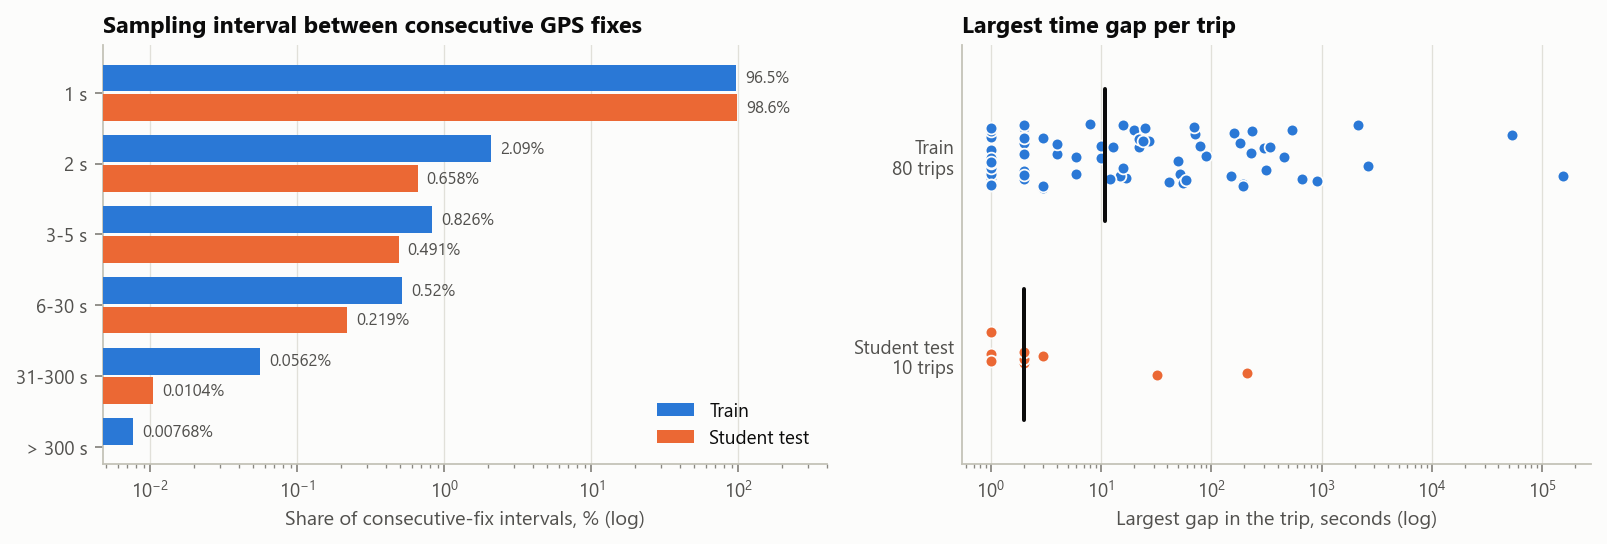 Sampling interval between consecutive GPS fixes
1 s
96.5%
98.6%
2 s
2.09%
0.658%
3-5 s
0.826%
0.491%
6-30 s
0.52%
0.219%
31-300 s
0.0562%
0.0104%
> 300 s
0.00768%
Train
Student test
10⁻² 10⁻¹ 10⁰ 10¹ 10²
Share of consecutive-fix intervals, % (log)
Largest time gap per trip
Train
80 trips
Student test
10 trips
10⁰ 10¹ 10² 10³ 10⁴ 10⁵
Largest gap in the trip, seconds (log)